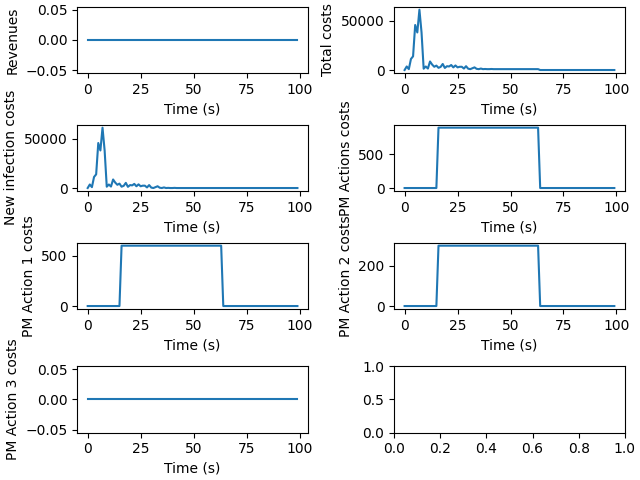 Revenues
0.05
0.00
−0.05
0 25 50 75 100
Time (s)
Total costs
50000
0
0 25 50 75 100
Time (s)
New infection costs
50000
0
0 25 50 75 100
Time (s)
PM Actions costs
500
0
0 25 50 75 100
Time (s)
PM Action 1 costs
500
0
0 25 50 75 100
Time (s)
PM Action 2 costs
200
0
0 25 50 75 100
Time (s)
PM Action 3 costs
0.05
0.00
−0.05
0 25 50 75 100
Time (s)
1.0
0.5
0.0
0.0 0.2 0.4 0.6 0.8 1.0